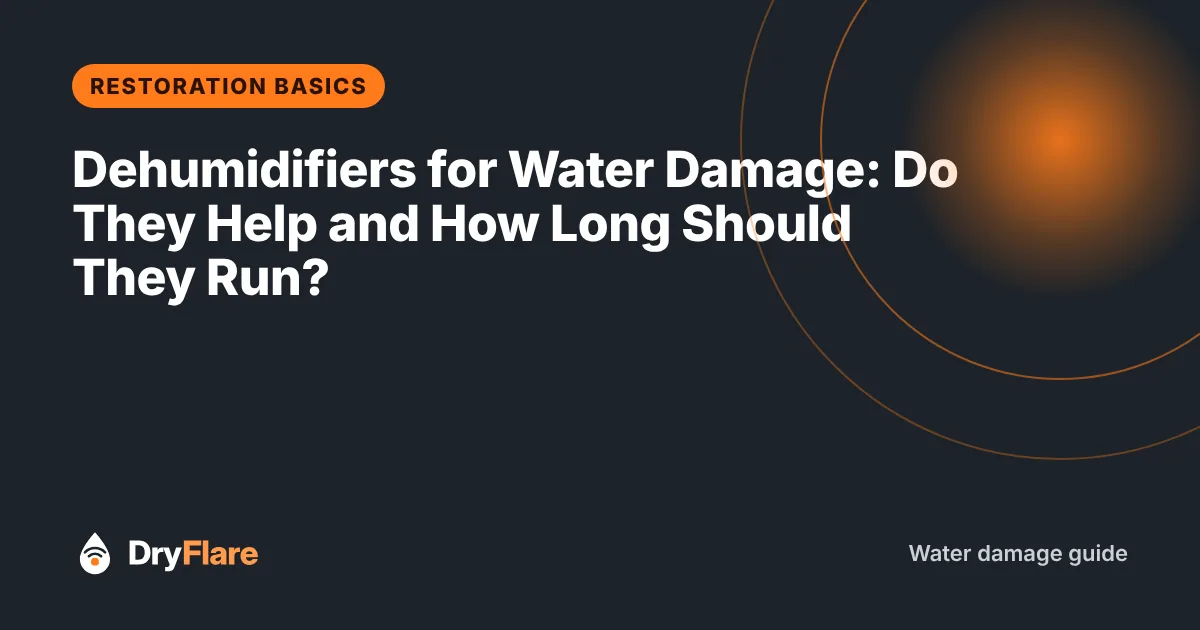 RESTORATION BASICS
Dehumidifiers for Water Damage: Do
They Help and How Long Should
They Run?
DryFlare
Water damage guide